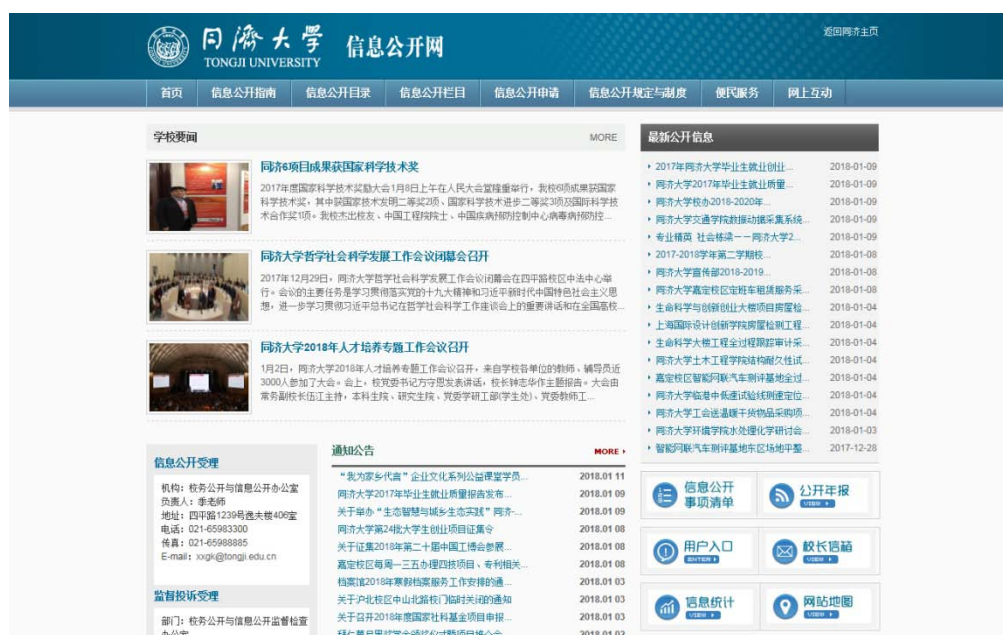 同濟大學
TONGJI UNIVERSITY
信息公开网
返回同济主页
首页 信息公开指南 信息公开目录 信息公开栏目 信息公开申请 信息公开规定与制度 便民服务 网上互动
学校要闻 MORE
同济6项目成果获国家科学技术奖
2017年度国家科学技术奖励大会1月8日上午在人民大会堂隆重举行，我校6项成果获国家
科学技术奖，其中获国家技术发明二等奖2项、国家科学技术进步二等奖3项及国际科学技
术合作奖1项。我校杰出校友、中国工程院院士、中国疾病预防控制中心病毒病预防控...
同济大学哲学社会科学发展工作会议闭幕会召开
2017年12月29日，同济大学哲学社会科学发展工作会议闭幕会在四平路校区中法中心举
行。会议的主要任务是学习贯彻落实党的十九大精神和习近平新时代中国特色社会主义思
想，进一步学习贯彻习近平总书记在哲学社会科学工作座谈会上的重要讲话和在全国高校...
同济大学2018年人才培养专题工作会议召开
1月2日，同济大学2018年人才培养专题工作会议召开，来自学校各单位的教师、辅导员近
3000人参加了大会。会上，校党委书记方守恩发表讲话，校长钟志华作主题报告。大会由
常务副校长伍江主持，本科生院、研究生院、党委学研工部(学生处)、党委教师工...
最新公开信息
2017年同济大学毕业生就业创业... 2018-01-09
同济大学2017年毕业生就业质量... 2018-01-09
同济大学校办2018-2020年... 2018-01-09
同济大学交通学院数据动捕采集系统... 2018-01-09
专业精英 社会栋梁－－同济大学2... 2018-01-09
2017-2018学年第二学期校... 2018-01-08
同济大学宣传部2018-2019... 2018-01-08
同济大学嘉定校区定班车租赁服务采... 2018-01-08
生命科学与创新创业大楼项目房屋检... 2018-01-04
上海国际设计创新学院房屋检测工程... 2018-01-04
生命科学大楼工程全过程跟踪审计采... 2018-01-04
同济大学土木工程学院结构耐久性试... 2018-01-04
嘉定校区智能网联汽车测评基地全过... 2018-01-04
同济大学临港中低速试验线测速定位... 2018-01-04
同济大学工会送温暖干货物品采购项... 2018-01-04
同济大学环境学院水处理化学研讨会... 2018-01-03
智能网联汽车测评基地东区场地平整... 2017-12-28
信息公开受理
机构：校务公开与信息公开办公室
负责人：季老师
地址：四平路1239号逸夫楼406室
电话：021-65983300
传真：021-65988885
E-mail：xxgk@tongji.edu.cn
监督投诉受理
部门：校务公开与信息公开监督检查
办公室
通知公告 MORE
“我为家乡代言”企业文化系列公益课堂学员... 2018.01 11
同济大学2017年毕业生就业质量报告发布... 2018.01 09
关于举办“生态智慧与城乡生态实践”同济-... 2018.01 09
同济大学第24批大学生创业项目征集令 2018.01 08
关于征集2018年第二十届中国工博会参展... 2018.01 08
嘉定校区每周一三五办理四技项目、专利相关... 2018.01 08
档案馆2018年寒假档案服务工作安排的通... 2018.01 03
关于沪北校区中山北路校门临时关闭的通知 2018.01 03
关于召开2018年度国家社科基金项目申报... 2018.01 03
2018.01 03
信息公开
事项清单
公开年报
VIEW
用户入口
ENTER
校长信箱
VIEW
信息统计
VIEW
网站地图
VIEW